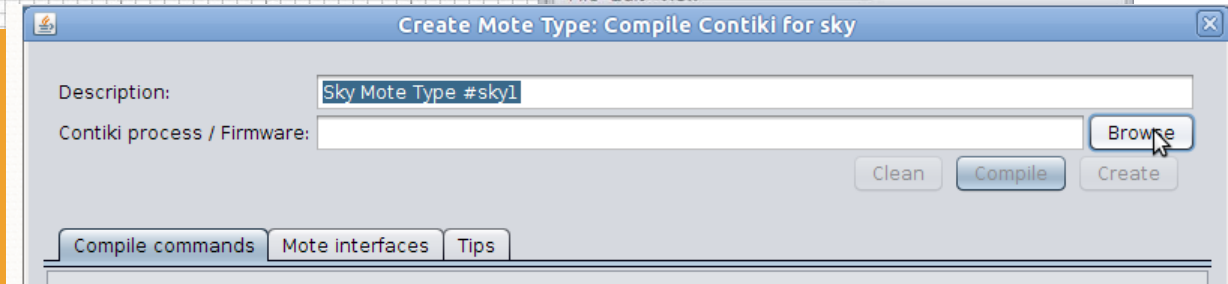 Create Mote Type: Compile Contiki for sky
Description: Sky Mote Type #sky1
Contiki process / Firmware: Browse
Clean Compile Create
Compile commands Mote interfaces Tips